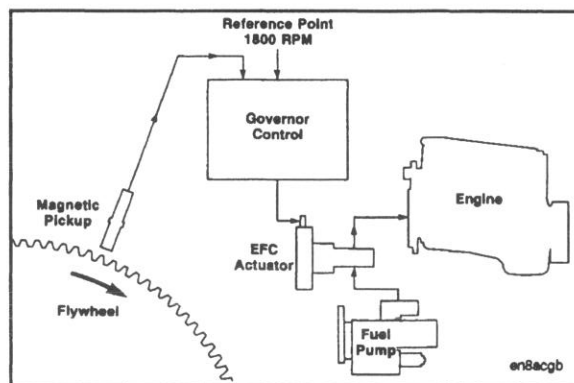 Reference Point
1800 RPM
Governor
Control
Magnetic
Pickup
Engine
EFC
Actuator
Flywheel
Fuel
Pump
en8acgb